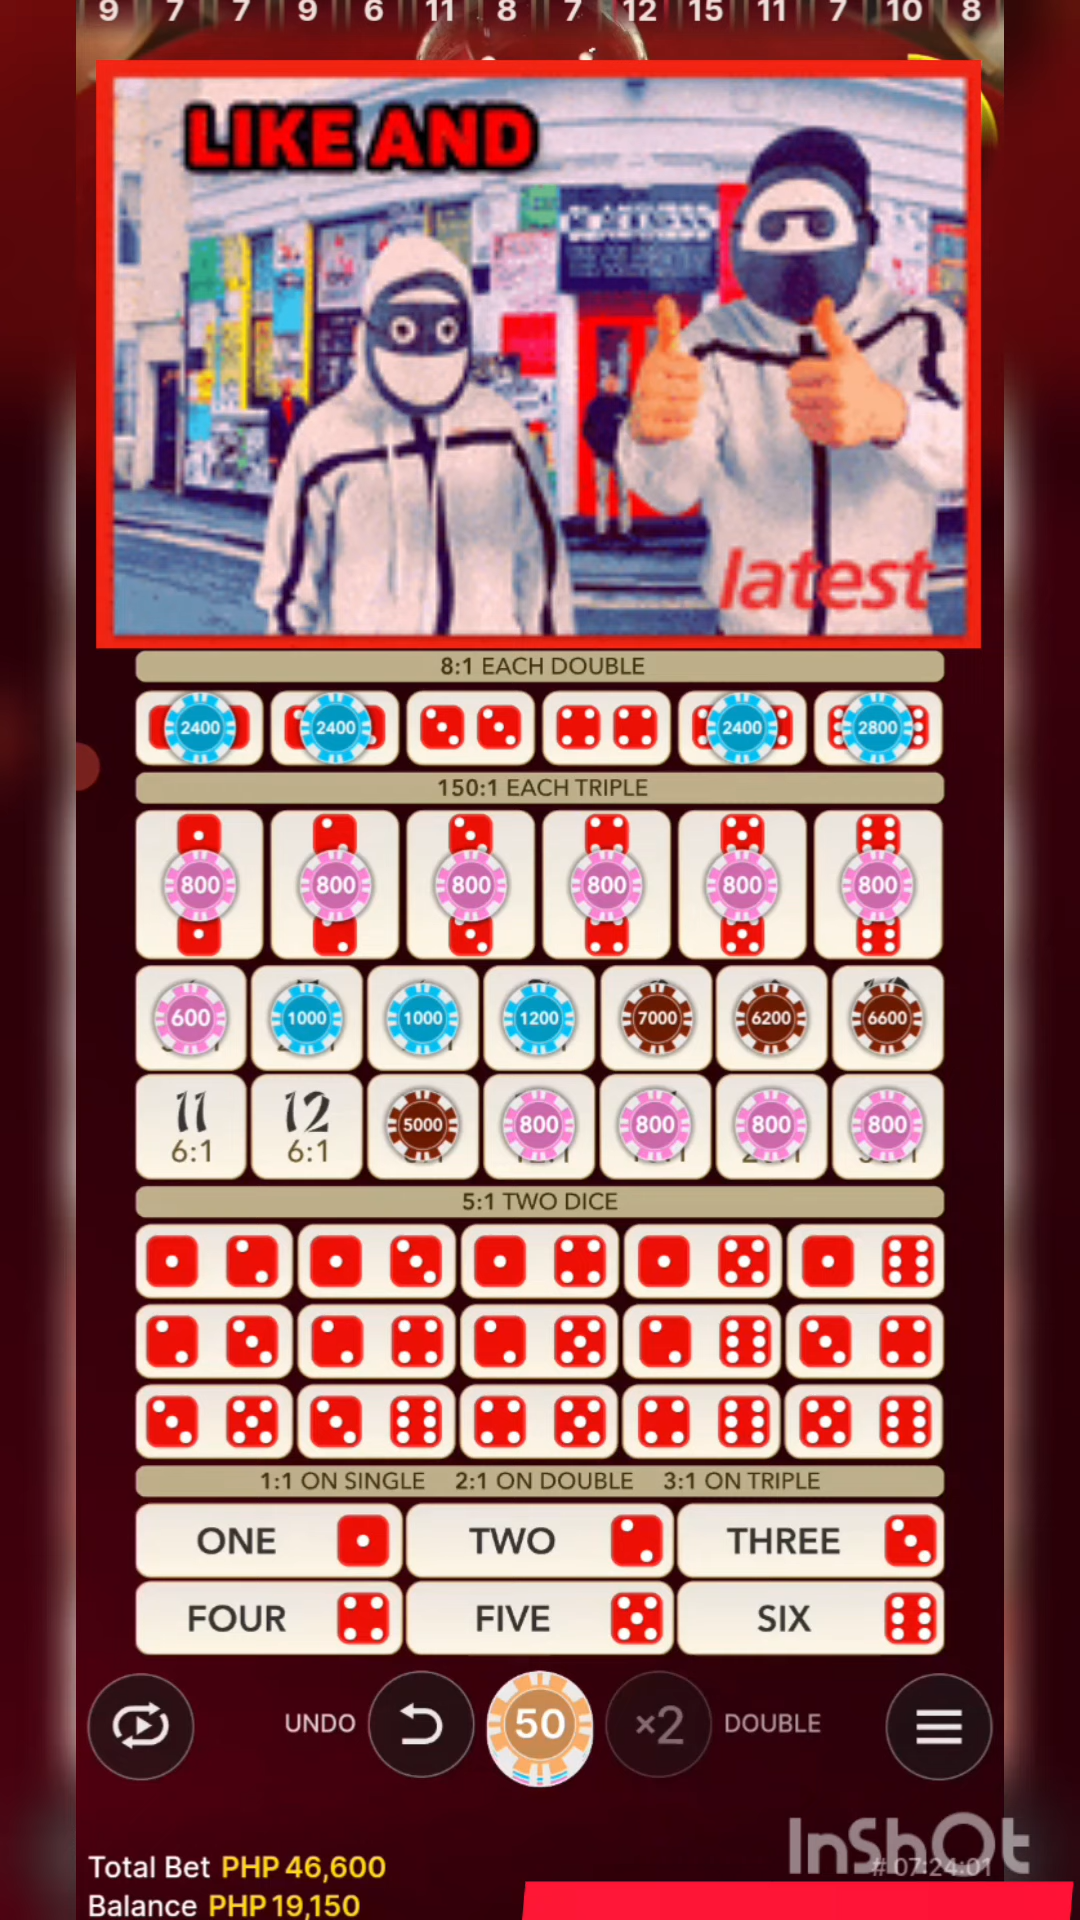 9 7 7 9 6 11 8 7 12 15 11 7 10 8
LIKE AND
latest
8:1 EACH DOUBLE
2400 2400 2400 2800
150:1 EACH TRIPLE
800 800 800 800 800 800
600 1000 1000 1200 7000 6200 6600
11 12 5000 800 800 800 800
6:1 6:1
5:1 TWO DICE
1:1 ON SINGLE 2:1 ON DOUBLE 3:1 ON TRIPLE
ONE TWO THREE
FOUR FIVE SIX
UNDO 50 ×2 DOUBLE
InShOt
Total Bet PHP 46,600 # 07:24:01
Balance PHP 19,150